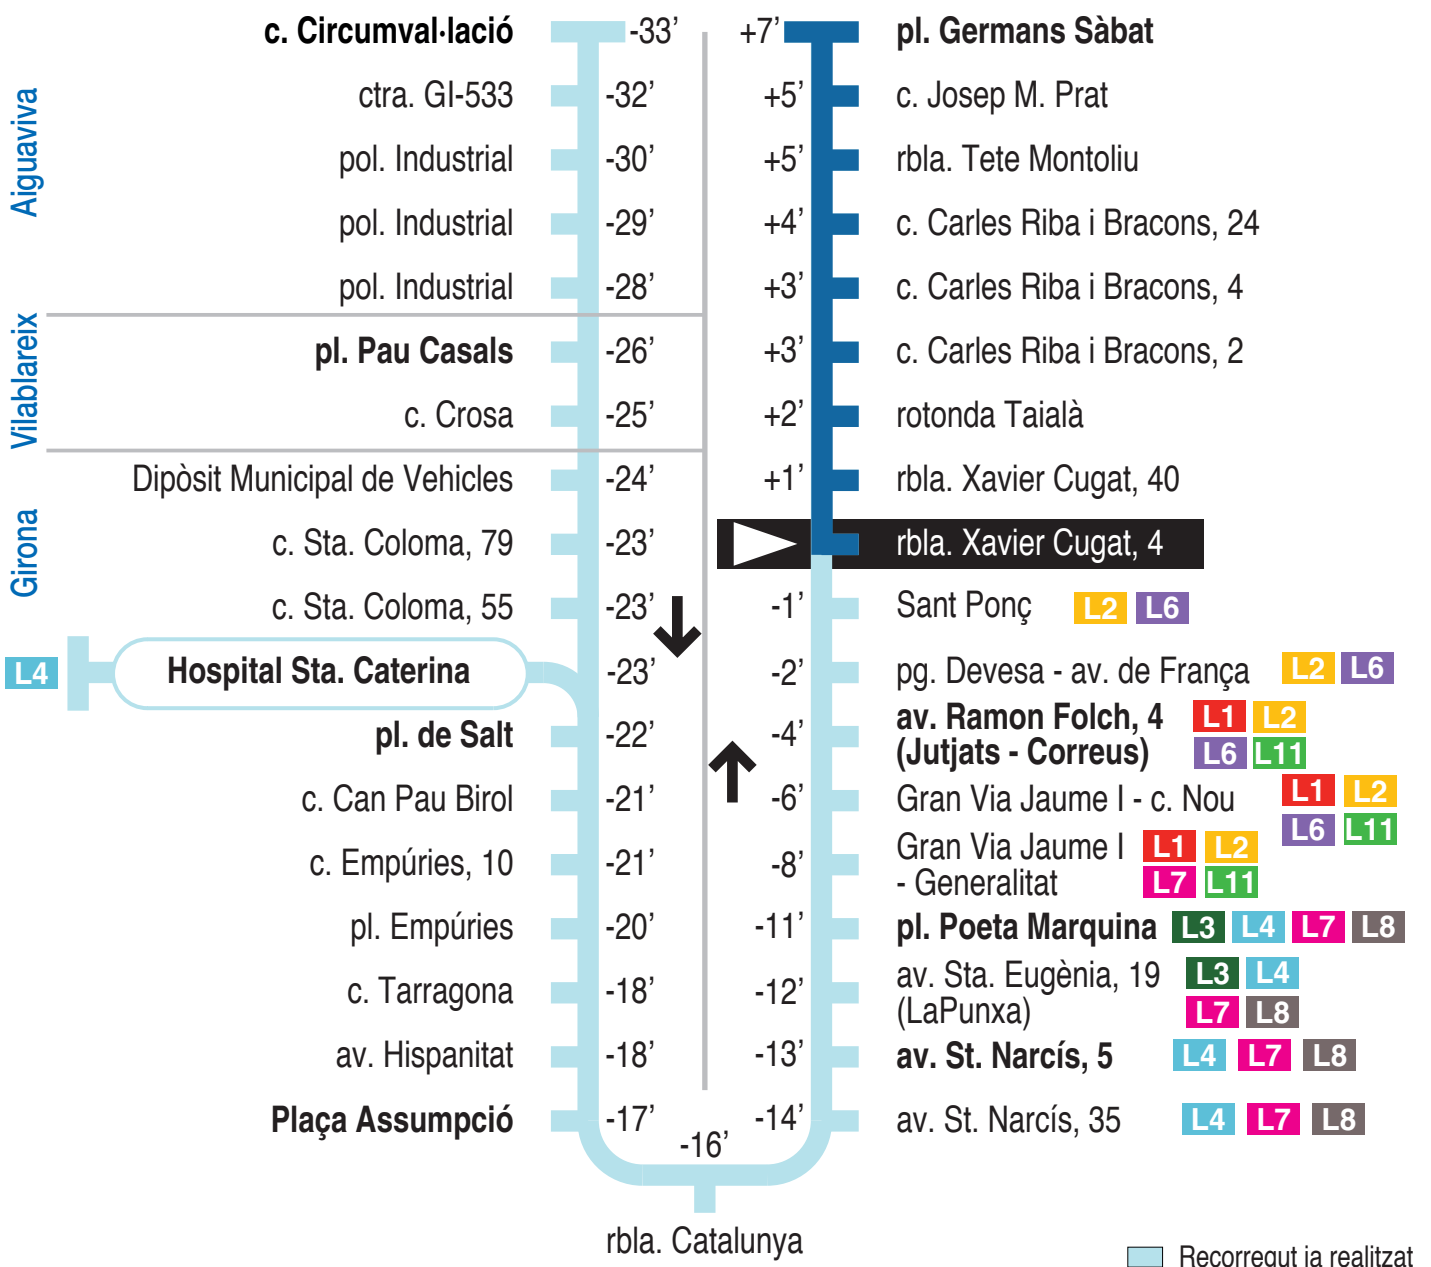 c. Circumval·lació -33’ +7’ pl. Germans Sàbat
ctra. GI-533 -32’ +5’ c. Josep M. Prat
pol. Industrial -30’ +5’ rbla. Tete Montoliu
pol. Industrial -29’ +4’ c. Carles Riba i Bracons, 24
pol. Industrial -28’ +3’ c. Carles Riba i Bracons, 4
Aiguaviva
pl. Pau Casals -26’ +3’ c. Carles Riba i Bracons, 2
c. Crosa -25’ +2’ rotonda Taialà
Vilablareix
Dipòsit Municipal de Vehicles -24’ +1’ rbla. Xavier Cugat, 40
c. Sta. Coloma, 79 -23’ rbla. Xavier Cugat, 4
Girona
c. Sta. Coloma, 55 -23’ -1’ Sant Ponç L2 L6
L4 Hospital Sta. Caterina -23’ -2’ pg. Devesa - av. de França L2 L6
pl. de Salt -22’ -4’ av. Ramon Folch, 4 L1 L2
(Jutjats - Correus) L6 L11
c. Can Pau Birol -21’ -6’ Gran Via Jaume I - c. Nou L1 L2
L6 L11
c. Empúries, 10 -21’ -8’ Gran Via Jaume I L1 L2
- Generalitat L7 L11
pl. Empúries -20’ -11’ pl. Poeta Marquina L3 L4 L7 L8
c. Tarragona -18’ -12’ av. Sta. Eugènia, 19 L3 L4
(LaPunxa) L7 L8
av. Hispanitat -18’ -13’ av. St. Narcís, 5 L4 L7 L8
Plaça Assumpció -17’ -14’ av. St. Narcís, 35 L4 L7 L8
-16’
rbla. Catalunya
Recorregut ja realitzat